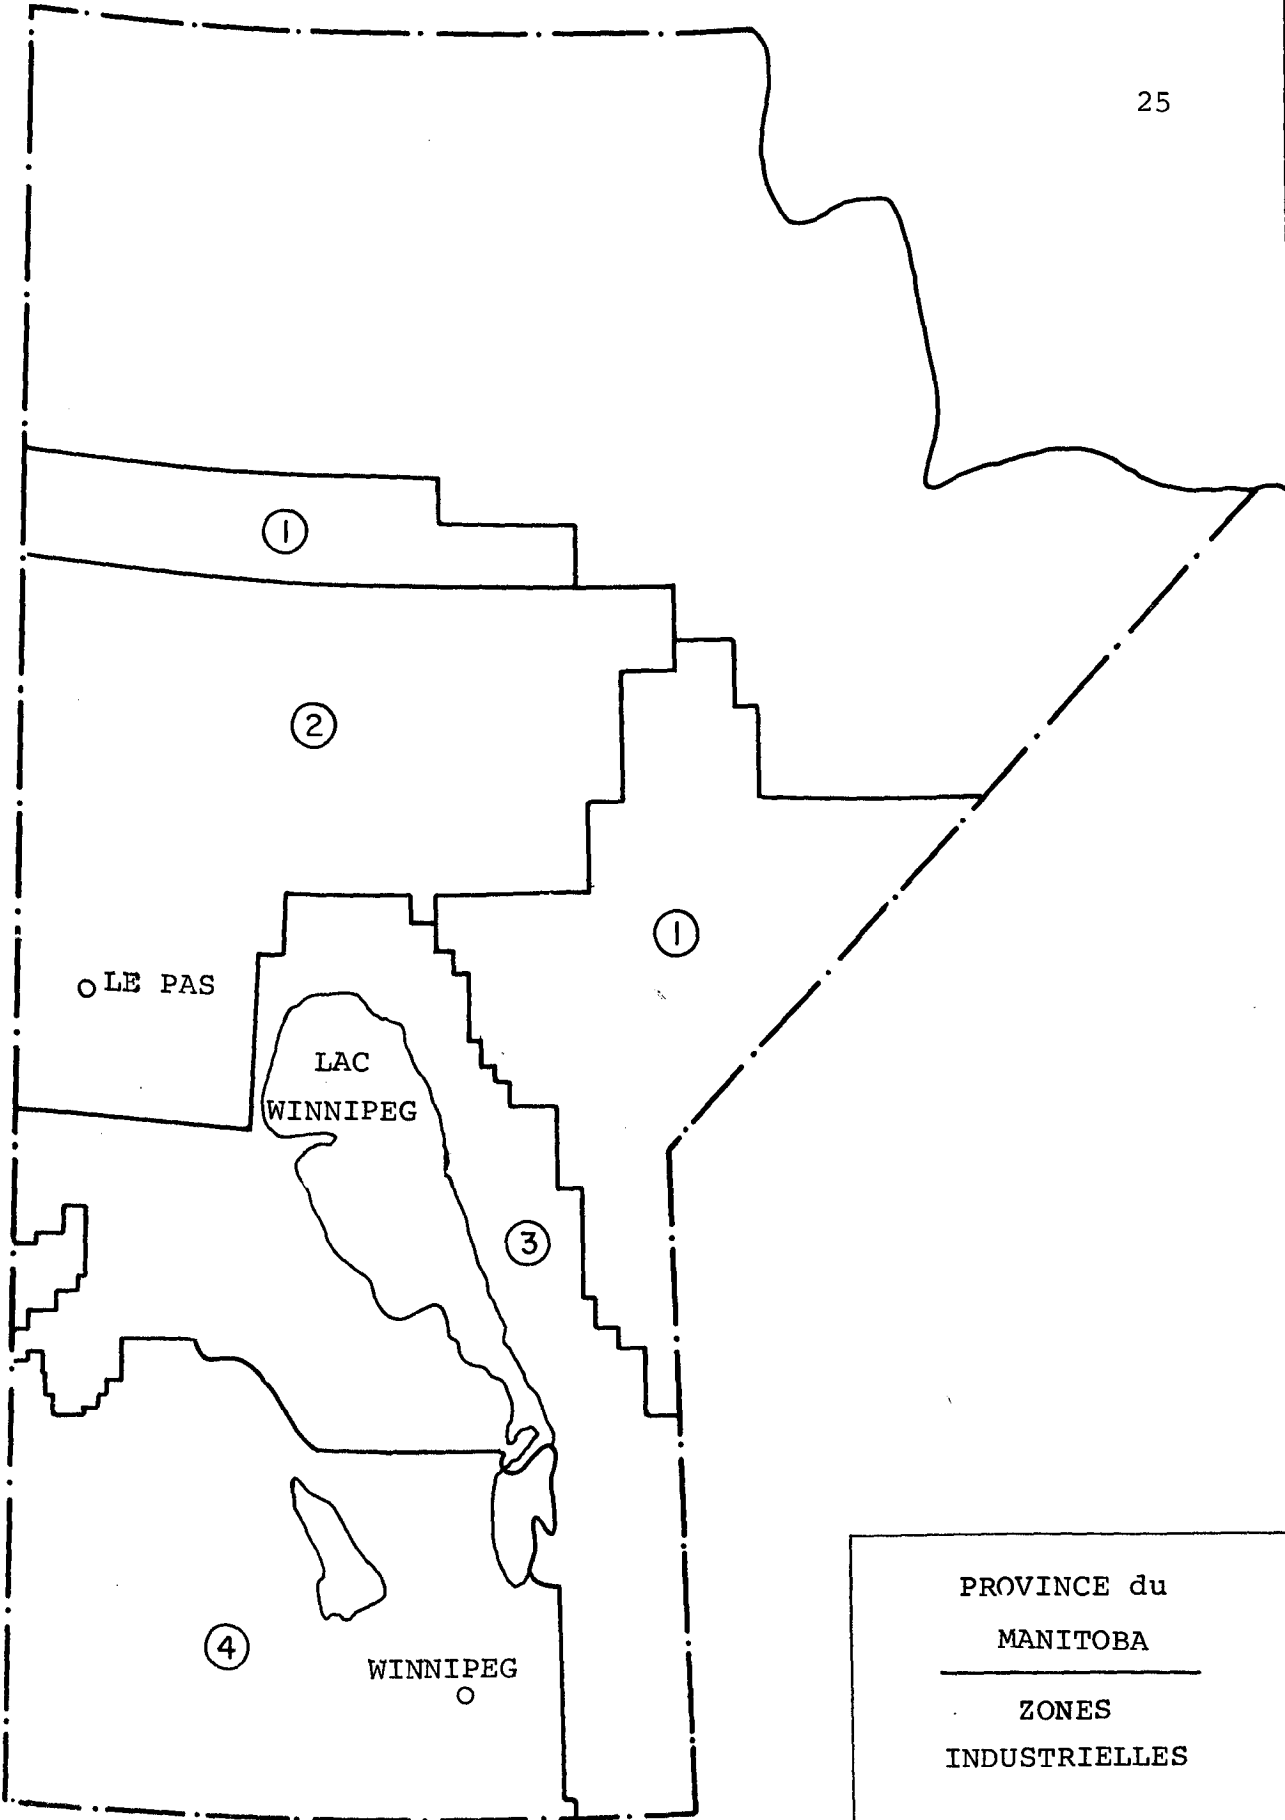 25
1
2
1
LE PAS
LAC
WINNIPEG
3
4
WINNIPEG
PROVINCE du
MANITOBA
ZONES
INDUSTRIELLES